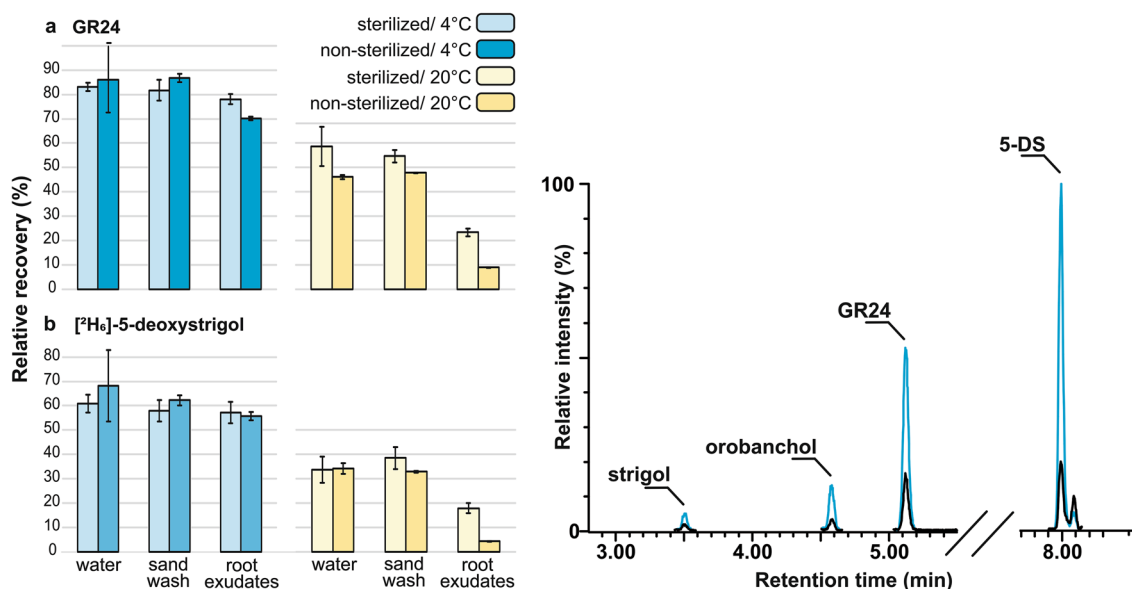 a GR24
sterilized/ 4°C
non-sterilized/ 4°C
sterilized/ 20°C
non-sterilized/ 20°C
Relative recovery (%)
90
80
70
60
50
40
30
20
10
0
b [²H₆]-5-deoxystrigol
80
70
60
50
40
30
20
10
0
water
sand
wash
root
exudates
water
sand
wash
root
exudates
5-DS
100
GR24
orobanchol
strigol
Relative intensity (%)
0
3.00 4.00 5.00 8.00
Retention time (min)